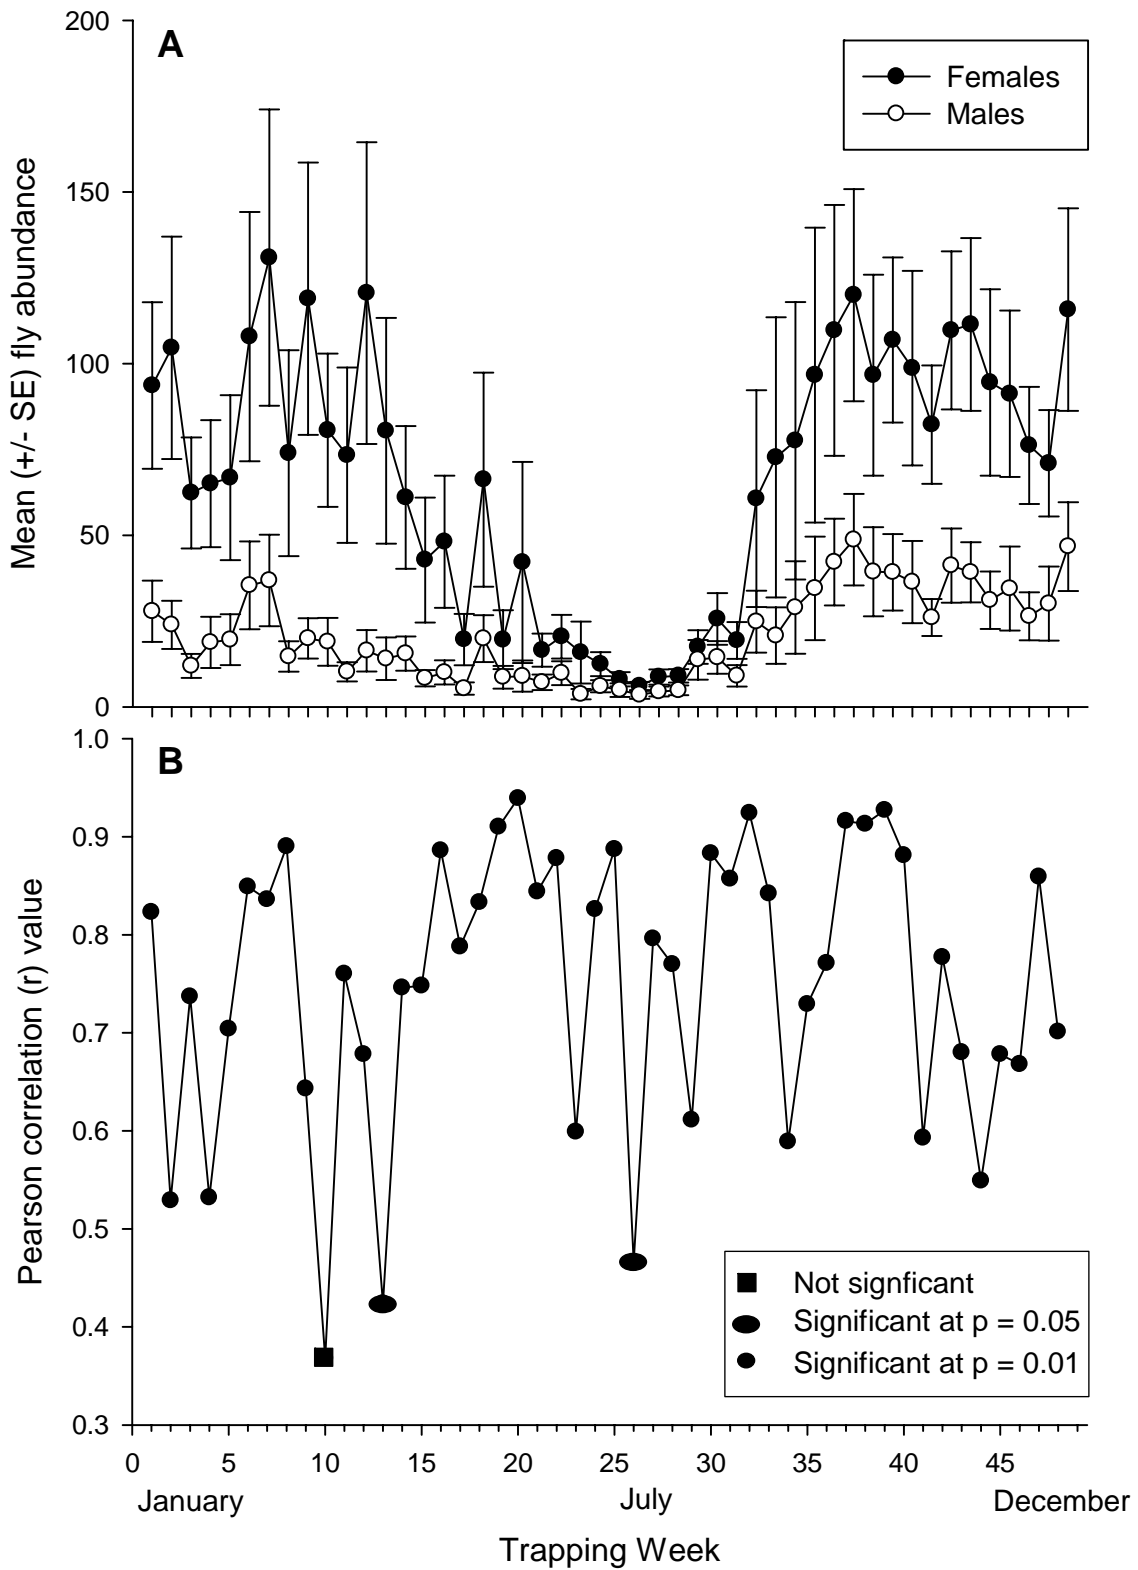 A
Females
Males
200
150
100
50
0
Mean (+/- SE) fly abundance
B
1.0
0.9
0.8
0.7
0.6
0.5
0.4
0.3
Pearson correlation (r) value
Not signficant
Significant at p = 0.05
Significant at p = 0.01
0 5 10 15 20 25 30 35 40 45
January July December
Trapping Week